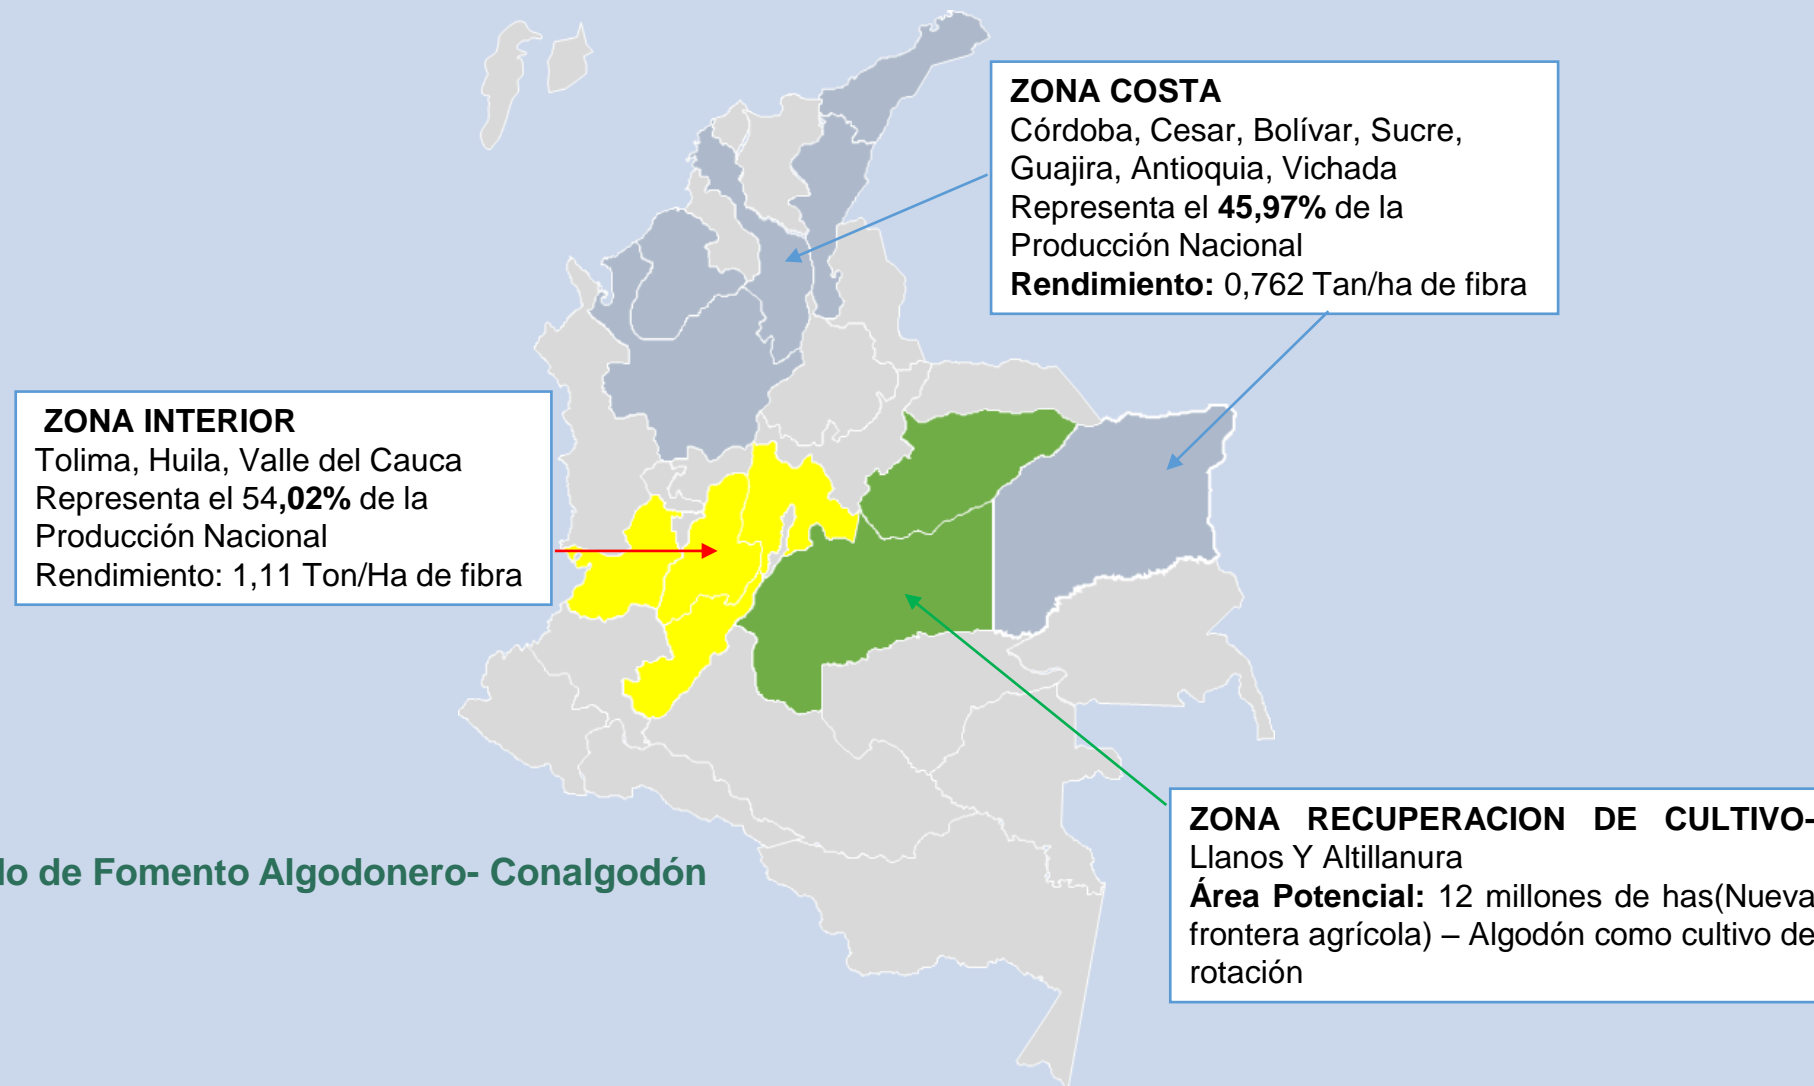 ZONA COSTA
Córdoba, Cesar, Bolívar, Sucre,
Guajira, Antioquia, Vichada
Representa el 45,97% de la
Producción Nacional
Rendimiento: 0,762 Tan/ha de fibra
ZONA INTERIOR
Tolima, Huila, Valle del Cauca
Representa el 54,02% de la
Producción Nacional
Rendimiento: 1,11 Ton/Ha de fibra
ZONA RECUPERACION DE CULTIVO-
Llanos Y Altillanura
Área Potencial: 12 millones de has(Nueva
frontera agrícola) – Algodón como cultivo de
rotación
do de Fomento Algodonero- Conalgodón